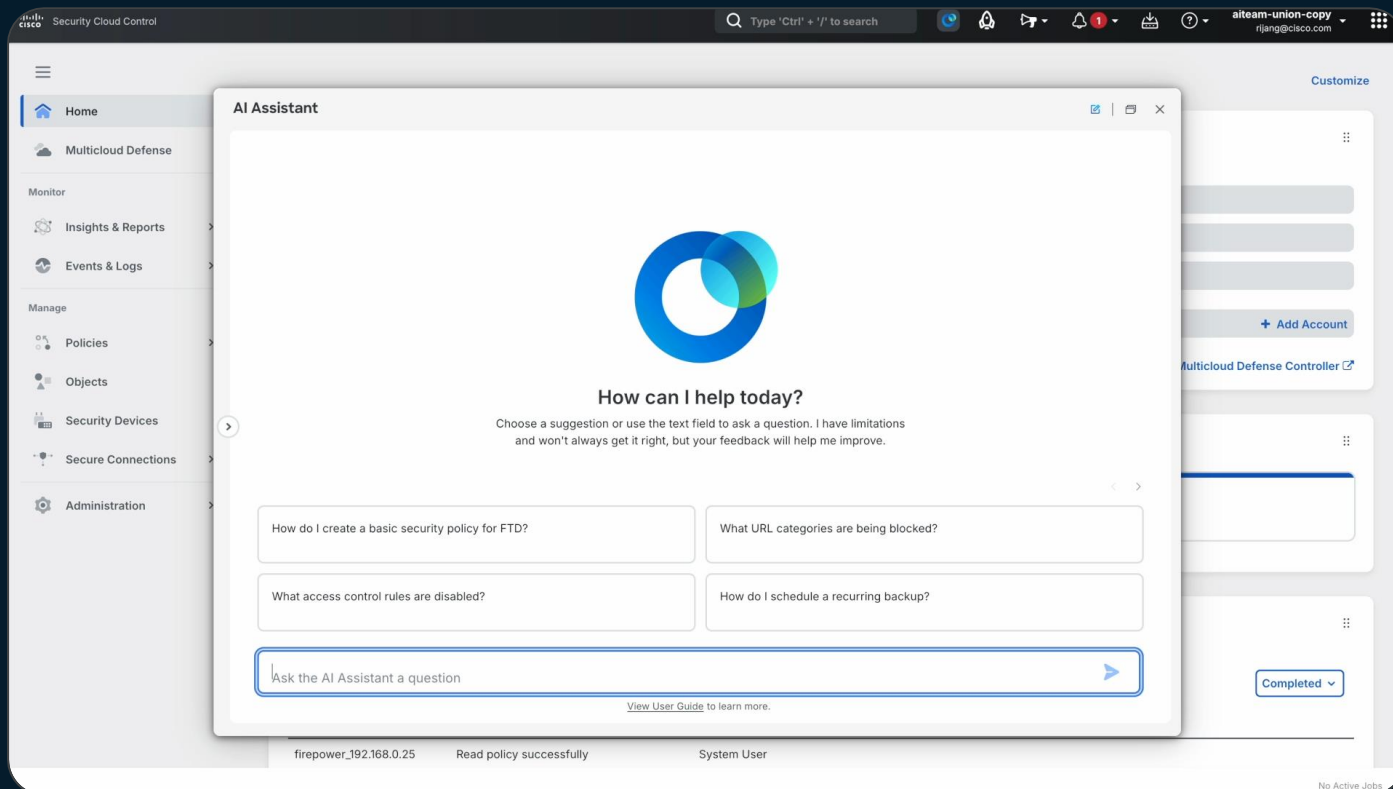 cisco Security Cloud Control
Type 'Ctrl' + '/' to search
1
aiteam-union-copy
rijang@cisco.com
Customize
Home
Multicloud Defense
Monitor
Insights & Reports
Events & Logs
Manage
Policies
Objects
Security Devices
Secure Connections
Administration
AI Assistant
How can I help today?
Choose a suggestion or use the text field to ask a question. I have limitations
and won't always get it right, but your feedback will help me improve.
How do I create a basic security policy for FTD?
What URL categories are being blocked?
What access control rules are disabled?
How do I schedule a recurring backup?
Ask the AI Assistant a question
View User Guide to learn more.
+ Add Account
Multicloud Defense Controller
Completed
firepower_192.168.0.25 Read policy successfully System User
No Active Jobs